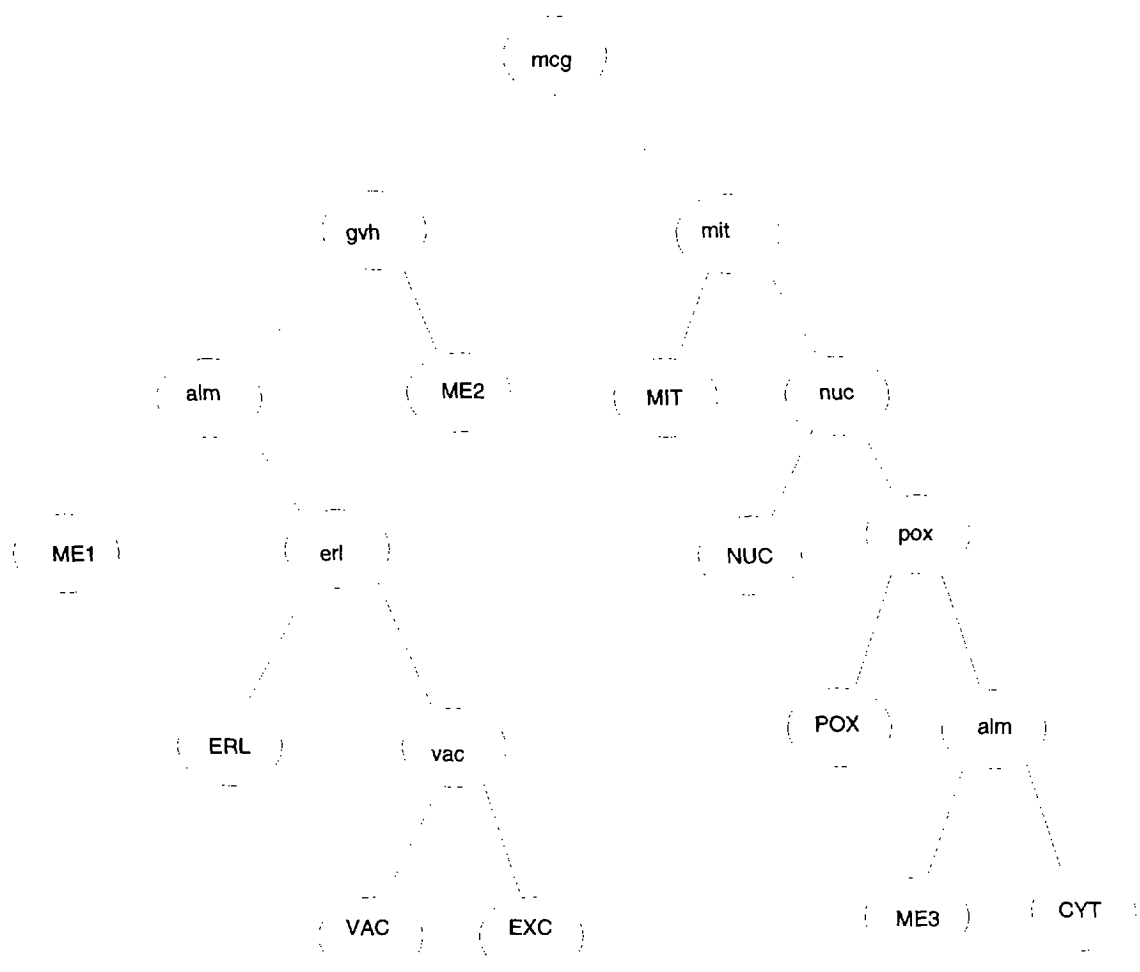 mcg
gvh
mit
alm
ME2
MIT
nuc
ME1
erl
NUC
pox
ERL
vac
POX
alm
VAC
EXC
ME3
CYT